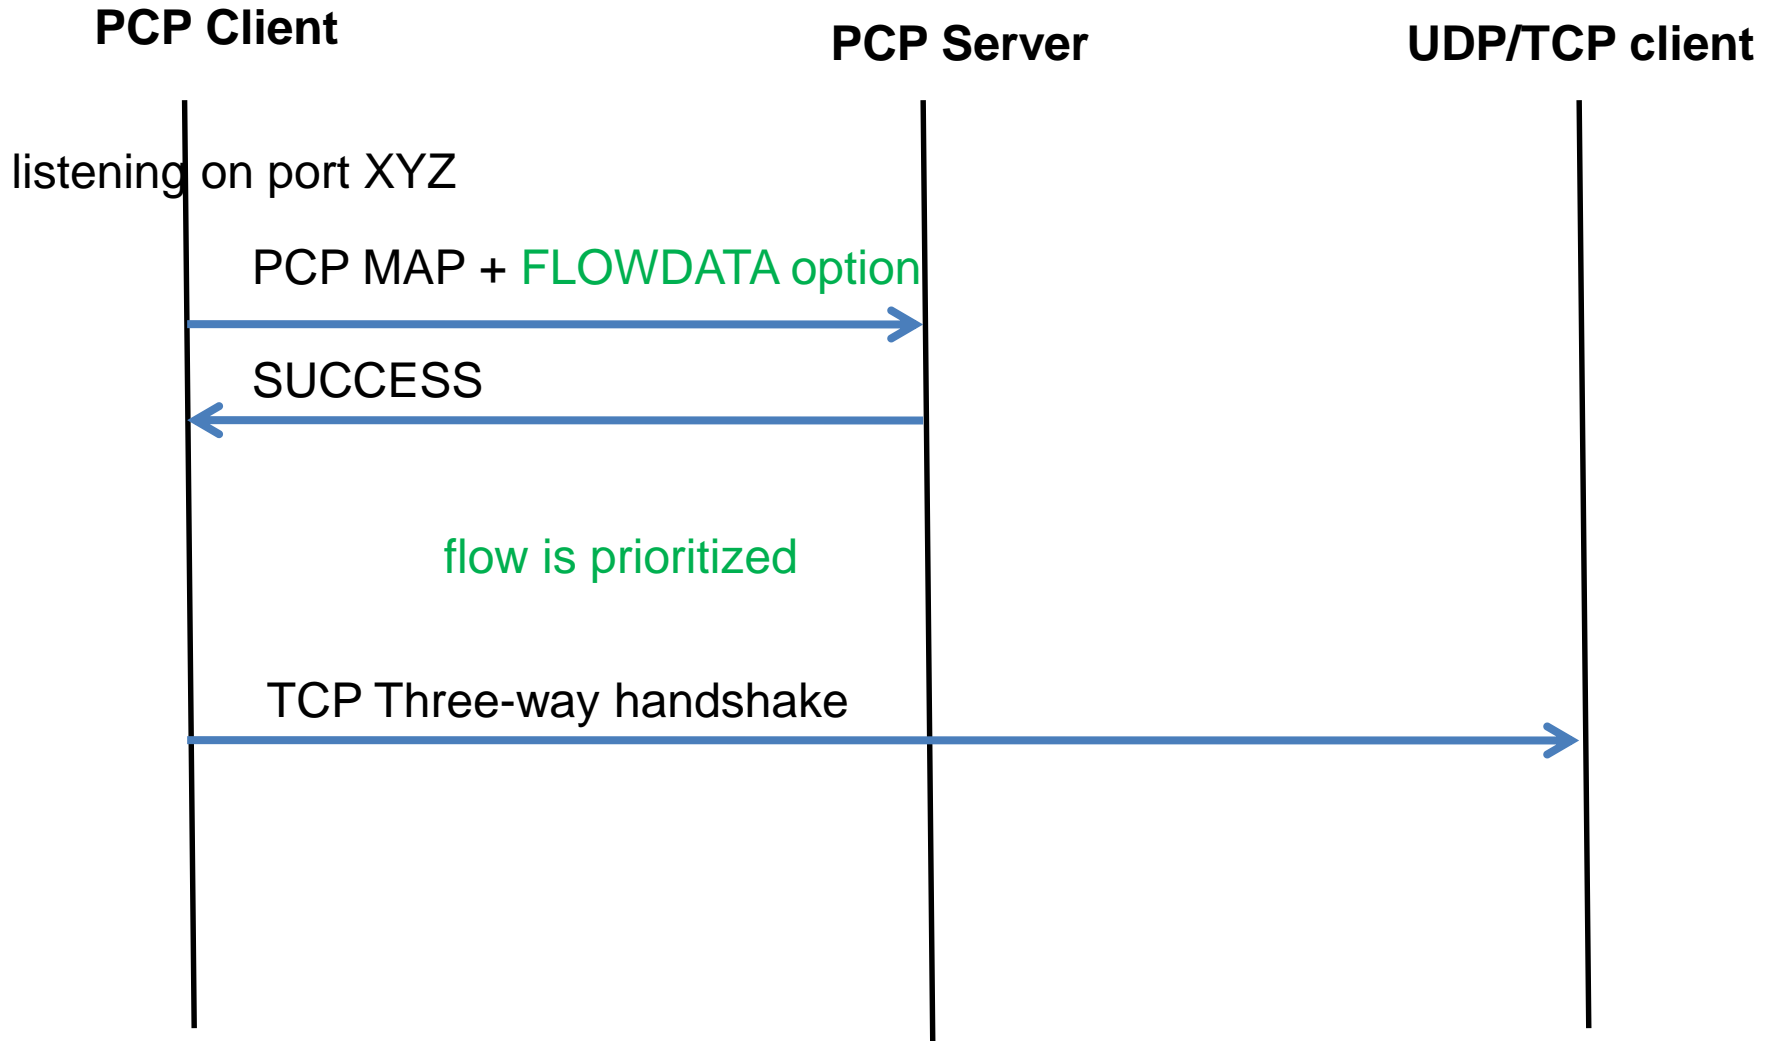 PCP Client
PCP Server
UDP/TCP client
listening on port XYZ
PCP MAP + FLOWDATA option
SUCCESS
flow is prioritized
TCP Three-way handshake